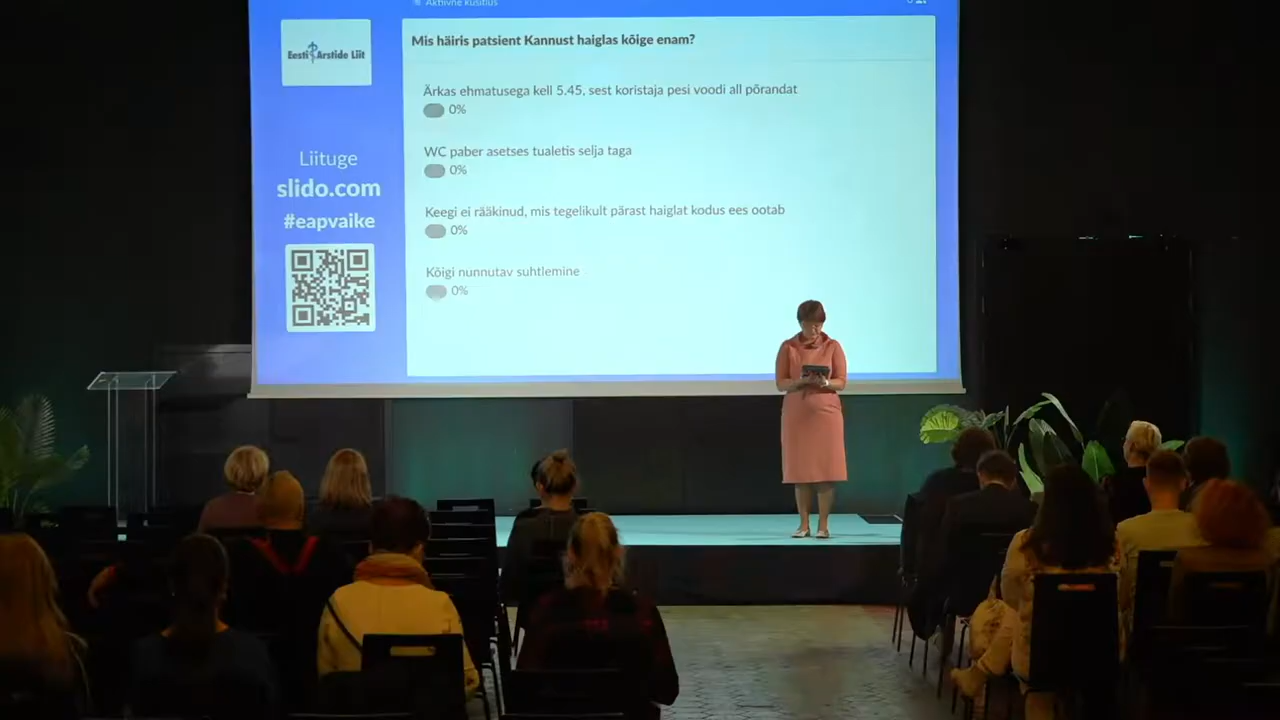 Aktiivne küsitlus
Eesti Arstide Liit
Mis häiris patsient Kannust haiglas kõige enam?
Ärkas ehmatusega kell 5.45, sest koristaja pesi voodi all põrandat
0%
WC paber asetses tualetis selja taga
0%
Keegi ei rääkinud, mis tegelikult pärast haiglat kodus ees ootab
0%
Kõigi nunnutav suhtlemine
0%
Liituge
slido.com
#eapvaike